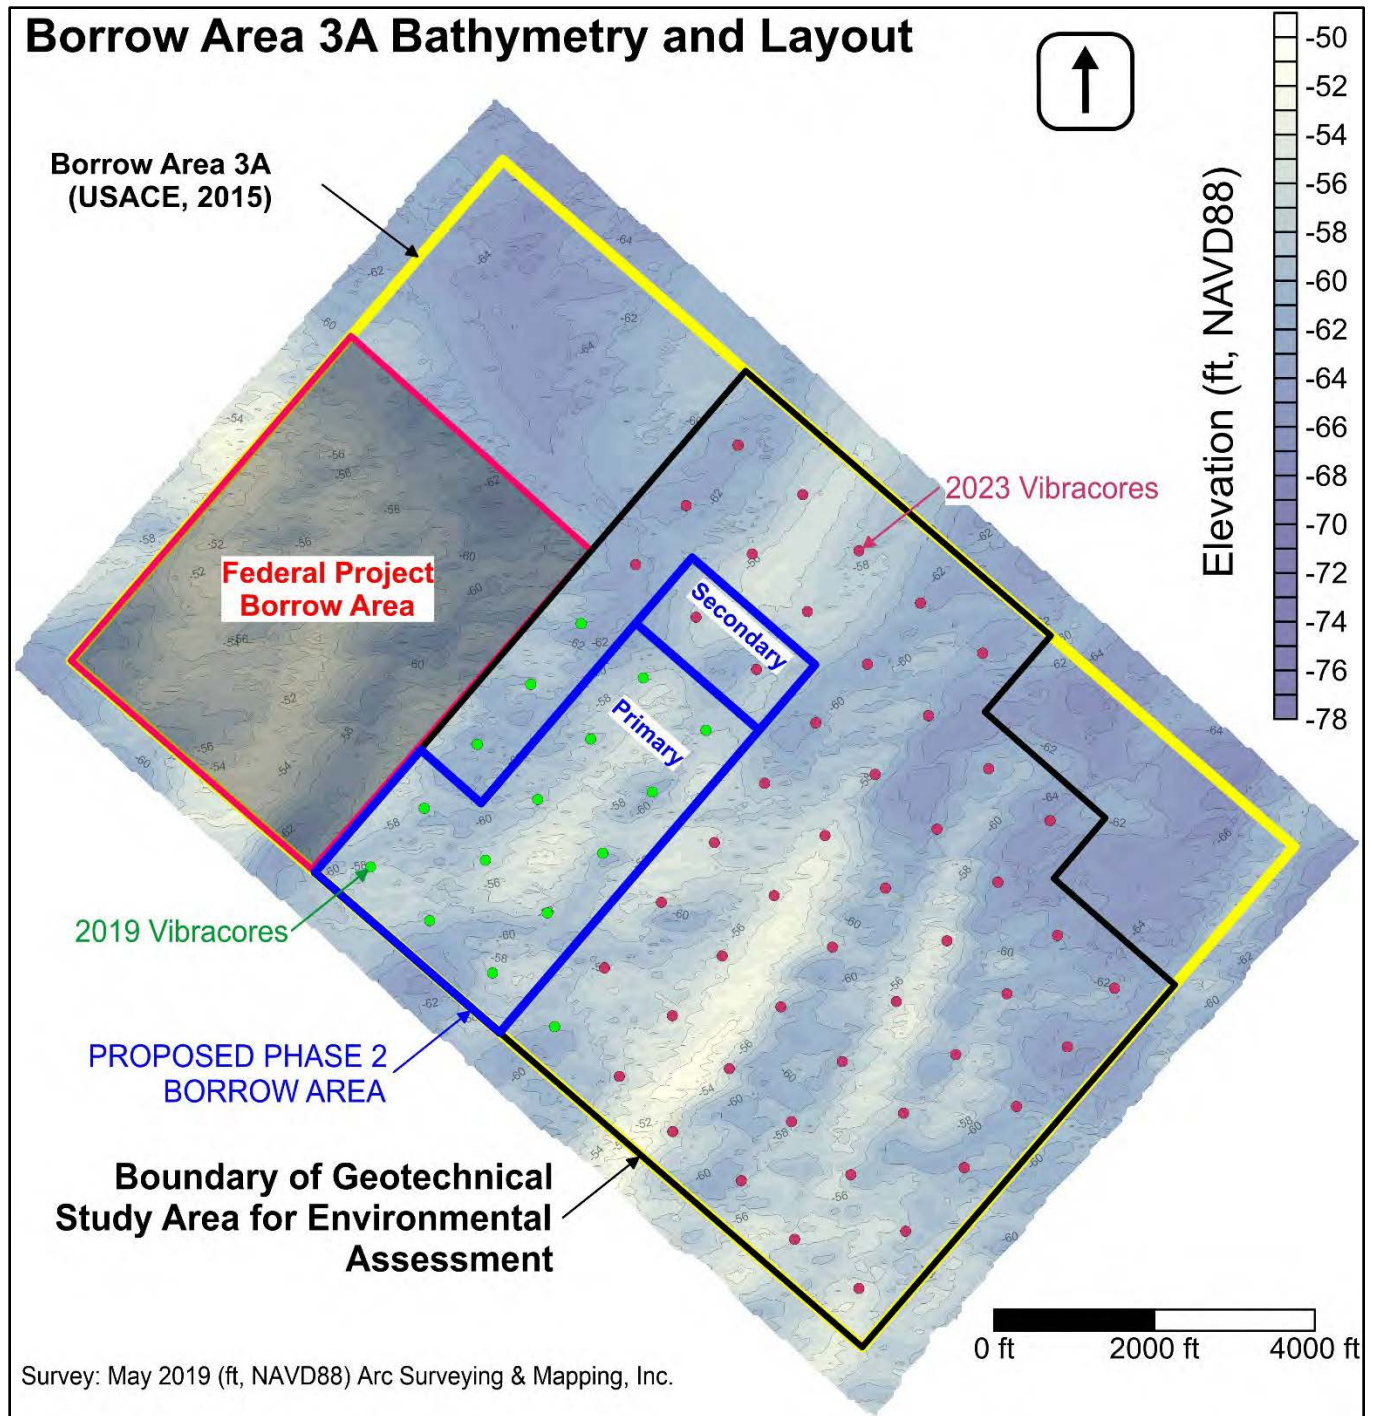 Borrow Area 3A Bathymetry and Layout
Borrow Area 3A
(USACE, 2015)
Elevation (ft, NAVD88)
-50
-52
-54
-56
-58
-60
-62
-64
-66
-68
-70
-72
-74
-76
-78
2023 Vibracores
Federal Project
Borrow Area
Secondary
Primary
2019 Vibracores
PROPOSED PHASE 2
BORROW AREA
Boundary of Geotechnical
Study Area for Environmental
Assessment
0 ft
2000 ft
4000 ft
Survey: May 2019 (ft, NAVD88) Arc Surveying & Mapping, Inc.